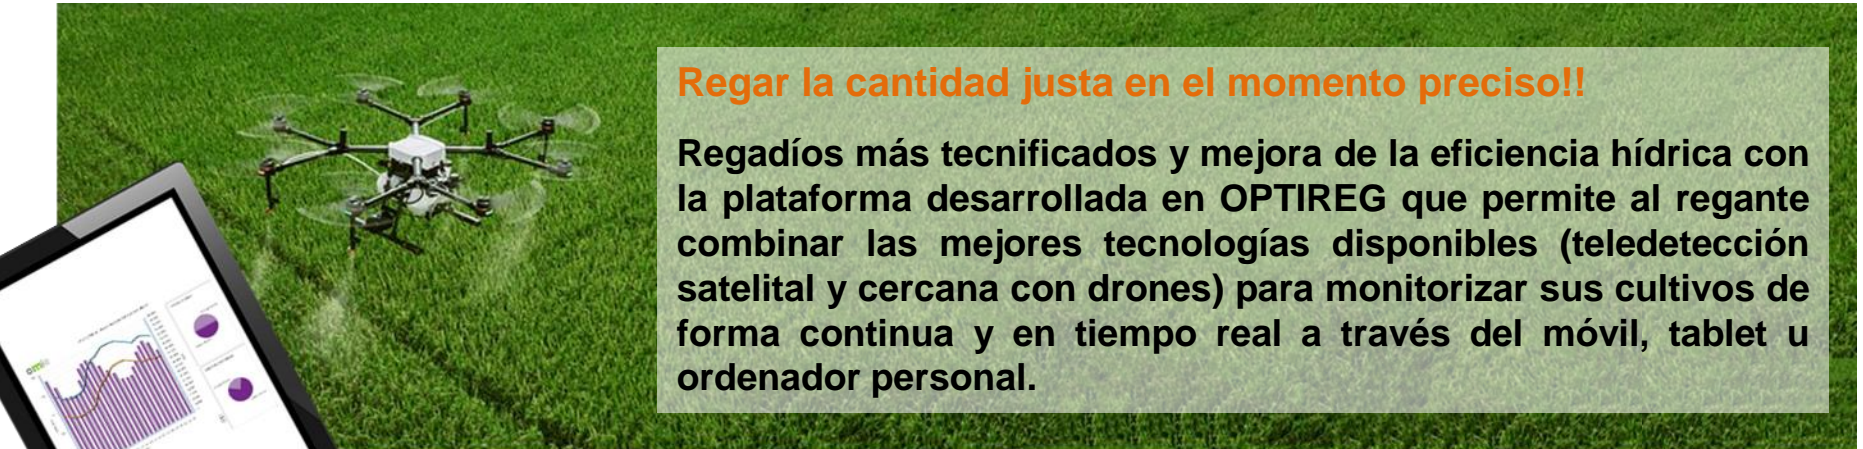 Regar la cantidad justa en el momento preciso!!
Regadíos más tecnificados y mejora de la eficiencia hídrica con
la plataforma desarrollada en OPTIREG que permite al regante
combinar las mejores tecnologías disponibles (teledetección
satelital y cercana con drones) para monitorizar sus cultivos de
forma continua y en tiempo real a través del móvil, tablet u
ordenador personal.